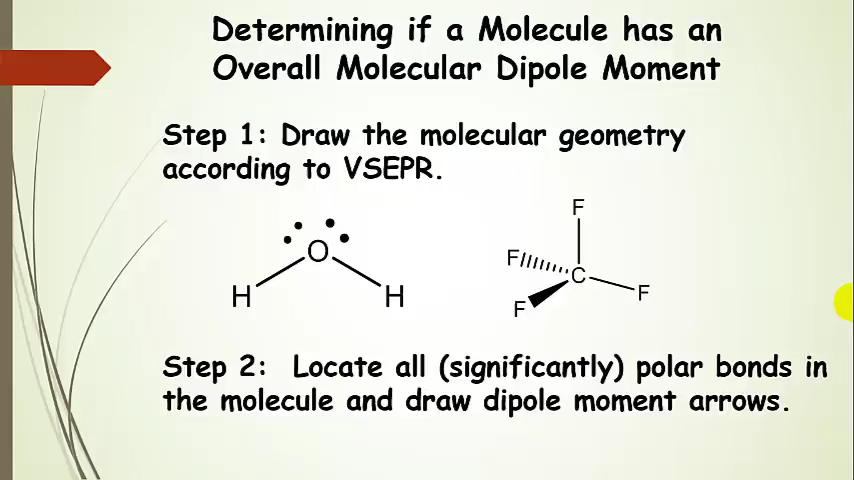 Determining if a Molecule has an
Overall Molecular Dipole Moment
Step 1: Draw the molecular geometry
according to VSEPR.
O
H H
F
F
C
F
F
Step 2: Locate all (significantly) polar bonds in
the molecule and draw dipole moment arrows.